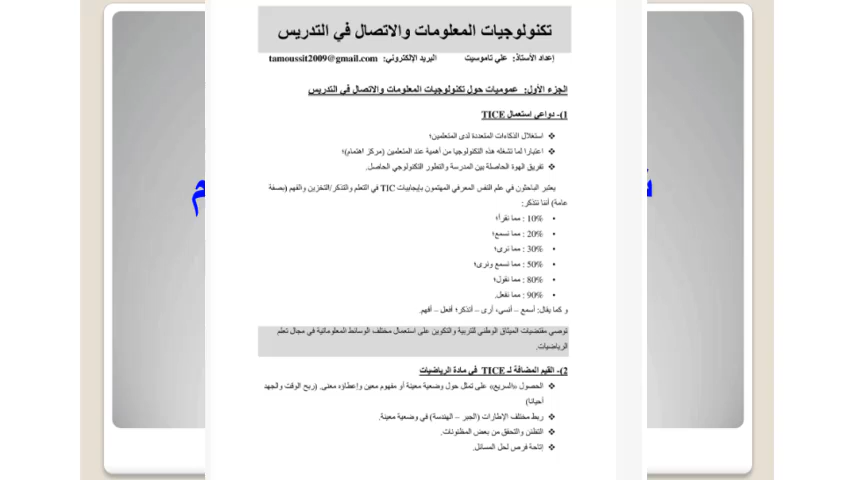 تكنولوجيات المعلومات والاتصال في التدريس
إعداد الأستاذ: علي تاموسيت البريد الإلكتروني: tamoussit2009@gmail.com
الجزء الأول: عموميات حول تكنولوجيات المعلومات والاتصال في التدريس
1)- دواعي استعمال TICE
❖ استغلال الذكاءات المتعددة لدى المتعلمين؛
❖ اعتبارا لما تشغله هذه التكنولوجيا من أهمية عند المتعلمين (مركز اهتمام)؛
❖ تفريق الهوة الحاصلة بين المدرسة والتطور التكنولوجي الحاصل.
يعتبر الباحثون في علم النفس المعرفي المهتمون بإيجابيات TIC في التعلم والتذكر/التخزين والفهم (بصفة
عامة) أننا نتذكر:
• 10% : مما نقرأ؛
• 20% : مما نسمع؛
• 30% : مما نرى؛
• 50% : مما نسمع ونرى؛
• 80% : مما نقول؛
• 90% : مما نفعل.
و كما يقال: أسمع – أنسى، أرى – أتذكر؛ أفعل – أفهم.
توصي مقتضيات الميثاق الوطني للتربية والتكوين على استعمال مختلف الوسائط المعلوماتية في مجال تعلم
الرياضيات.
2)- القيم المضافة لـ TICE في مادة الرياضيات
❖ الحصول «السريع» على تمثل حول وضعية معينة أو مفهوم معين وإعطاؤه معنى. (ربح الوقت والجهد
أحيانا)
❖ ربط مختلف الإطارات (الجبر – الهندسة) في وضعية معينة.
❖ التظنن والتحقق من بعض المظنونات.
❖ إتاحة فرص لحل المسائل.